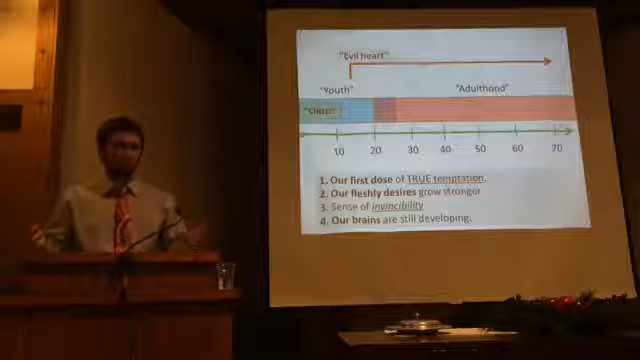 "Evil heart"
"Youth"
"Adulthood"
"Child"
10 20 30 40 50 60 70
1. Our first dose of TRUE temptation.
2. Our fleshly desires grow stronger
3. Sense of invincibility
4. Our brains are still developing.